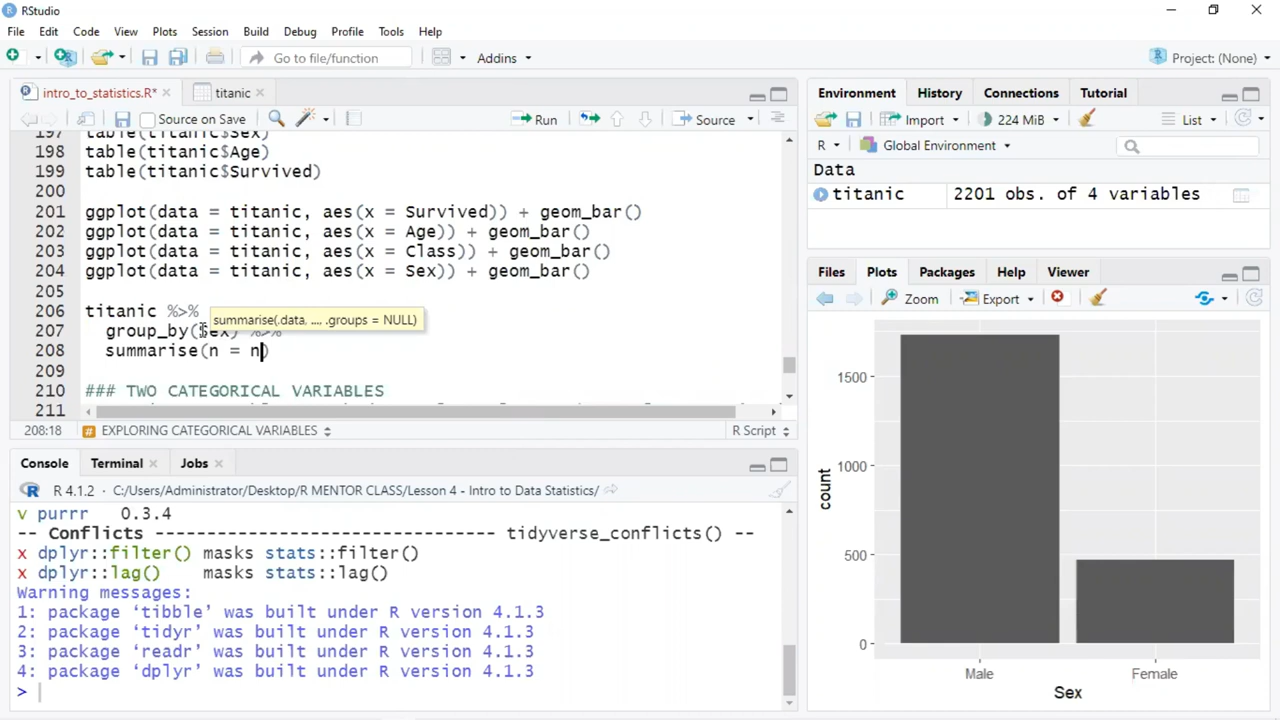 RStudio
File Edit Code View Plots Session Build Debug Profile Tools Help
Go to file/function Addins Project: (None)
intro_to_statistics.R* titanic
Source on Save Run Source
197 table(titanic$Sex)
198 table(titanic$Age)
199 table(titanic$Survived)
200
201 ggplot(data = titanic, aes(x = Survived)) + geom_bar()
202 ggplot(data = titanic, aes(x = Age)) + geom_bar()
203 ggplot(data = titanic, aes(x = Class)) + geom_bar()
204 ggplot(data = titanic, aes(x = Sex)) + geom_bar()
205
206 titanic %>%
summarise(.data, ..., .groups = NULL)
207 group_by(Sex) %>%
208 summarise(n = n)
209
210 ### TWO CATEGORICAL VARIABLES
211
208:18 # EXPLORING CATEGORICAL VARIABLES R Script
Console Terminal Jobs
R 4.1.2 · C:/Users/Administrator/Desktop/R MENTOR CLASS/Lesson 4 - Intro to Data Statistics/
v purrr 0.3.4
-- Conflicts --------------------------------- tidyverse_conflicts() --
x dplyr::filter() masks stats::filter()
x dplyr::lag() masks stats::lag()
Warning messages:
1: package ‘tibble’ was built under R version 4.1.3
2: package ‘tidyr’ was built under R version 4.1.3
3: package ‘readr’ was built under R version 4.1.3
4: package ‘dplyr’ was built under R version 4.1.3
>
Environment History Connections Tutorial
Import 224 MiB List
R Global Environment
Data
titanic 2201 obs. of 4 variables
Files Plots Packages Help Viewer
Zoom Export
1500
1000
500
0
count
Male Female
Sex